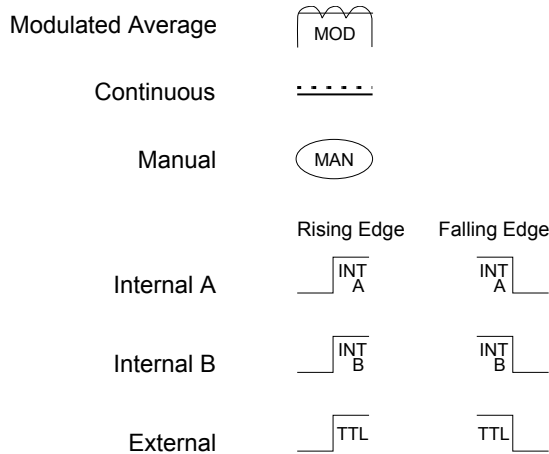 Modulated Average MOD
Continuous
Manual MAN
Rising Edge Falling Edge
Internal A INT A INT A
Internal B INT B INT B
External TTL TTL